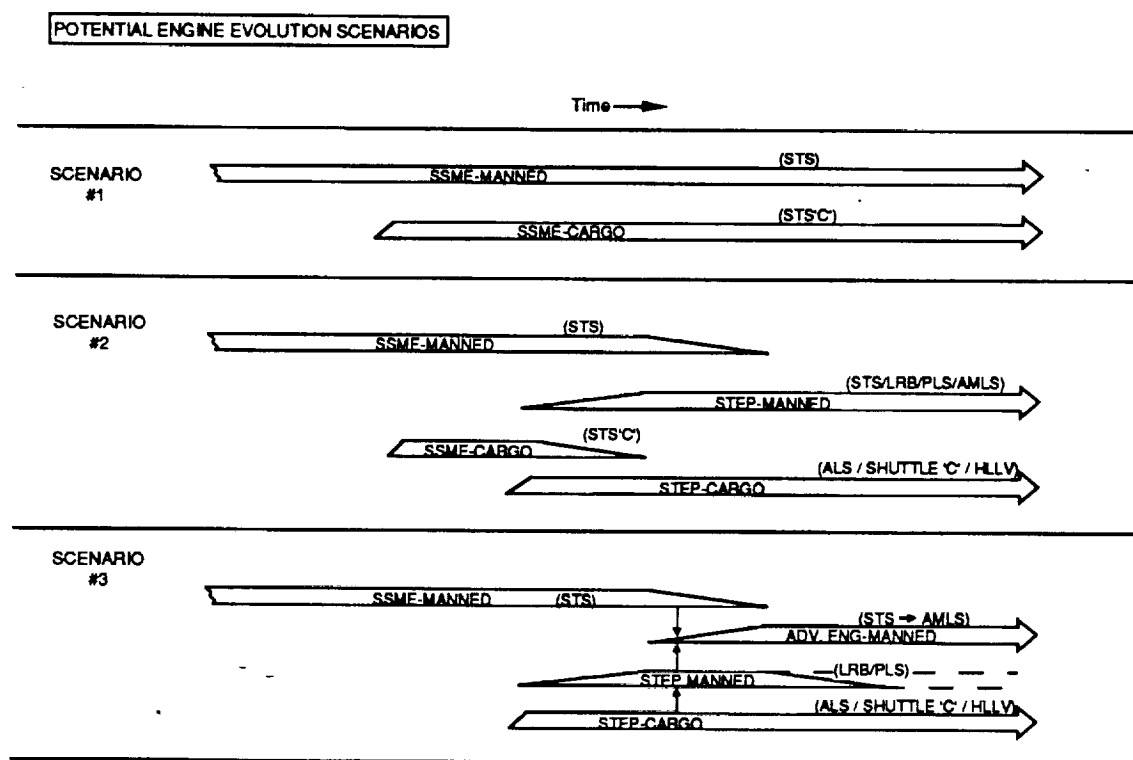 POTENTIAL ENGINE EVOLUTION SCENARIOS
Time
SCENARIO
#1
(STS)
SSME-MANNED
(STS'C')
SSME-CARGO
SCENARIO
#2
(STS)
SSME-MANNED
(STS/LRB/PLS/AMLS)
STEP-MANNED
(STS'C')
SSME-CARGO
(ALS / SHUTTLE 'C' / HLLV)
STEP-CARGO
SCENARIO
#3
SSME-MANNED (STS)
(STS → AMLS)
ADV. ENG-MANNED
(LRB/PLS)
STEP MANNED
(ALS / SHUTTLE 'C' / HLLV)
STEP-CARGO